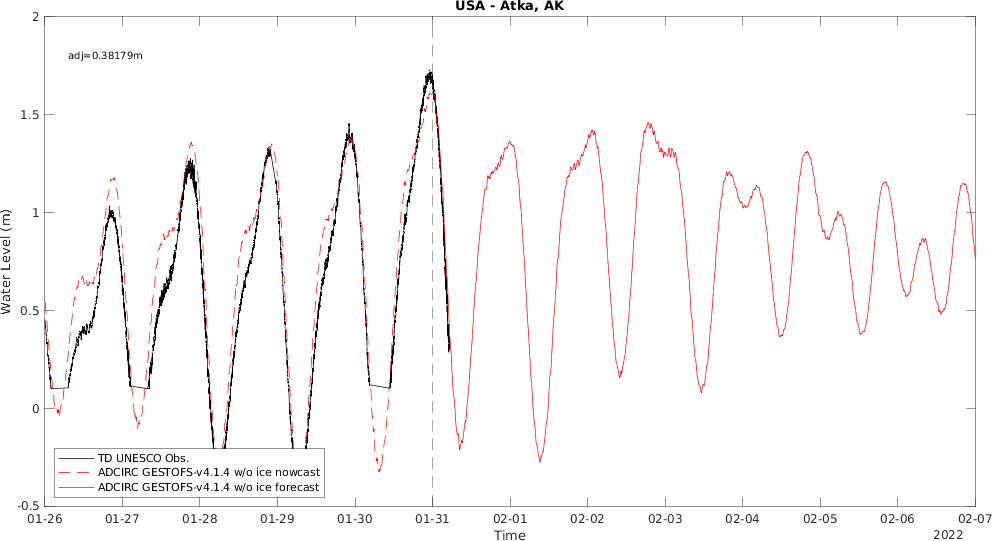 USA - Atka, AK
adj=0.38179m
Water Level (m)
2
1.5
1
0.5
0
-0.5
TD UNESCO Obs.
ADCIRC GESTOFS-v4.1.4 w/o ice nowcast
ADCIRC GESTOFS-v4.1.4 w/o ice forecast
01-26 01-27 01-28 01-29 01-30 01-31 02-01 02-02 02-03 02-04 02-05 02-06 02-07
Time
2022